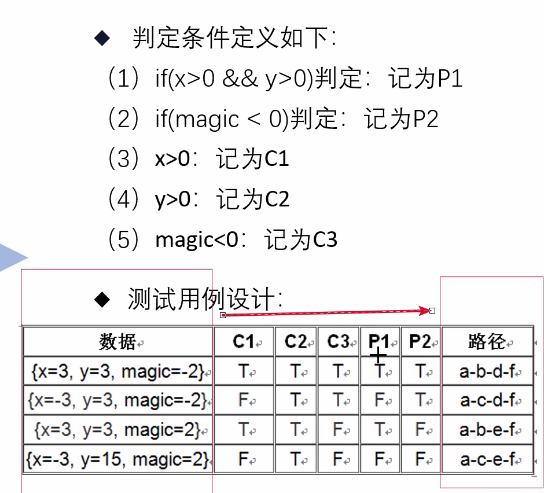 ◆ 判定条件定义如下：
（1）if(x>0 && y>0)判定：记为P1
（2）if(magic < 0)判定：记为P2
（3）x>0：记为C1
（4）y>0：记为C2
（5）magic<0：记为C3
◆ 测试用例设计：
数据 C1 C2 C3 P1 P2 路径
{x=3, y=3, magic=-2} T T T T T a-b-d-f
{x=-3, y=3, magic=-2} F T T F T a-c-d-f
{x=3, y=3, magic=2} T T F T F a-b-e-f
{x=-3, y=15, magic=2} F T F F F a-c-e-f